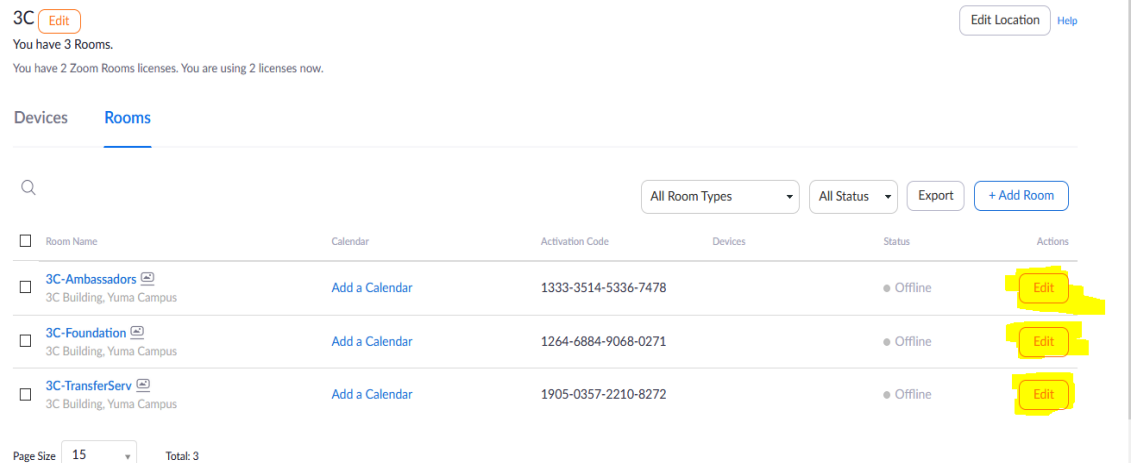 3C Edit Edit Location Help
You have 3 Rooms.
You have 2 Zoom Rooms licenses. You are using 2 licenses now.
Devices Rooms
All Room Types All Status Export + Add Room
Room Name Calendar Activation Code Devices Status Actions
3C-Ambassadors
3C Building, Yuma Campus
Add a Calendar 1333-3514-5336-7478 Offline Edit
3C-Foundation
3C Building, Yuma Campus
Add a Calendar 1264-6884-9068-0271 Offline Edit
3C-TransferServ
3C Building, Yuma Campus
Add a Calendar 1905-0357-2210-8272 Offline Edit
Page Size 15 Total: 3